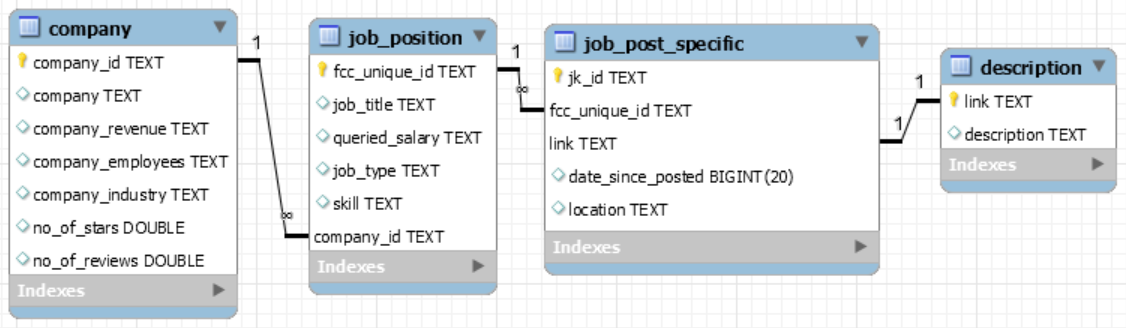 company
company_id TEXT
company TEXT
company_revenue TEXT
company_employees TEXT
company_industry TEXT
no_of_stars DOUBLE
no_of_reviews DOUBLE
Indexes
1
∞
job_position
fcc_unique_id TEXT
job_title TEXT
queried_salary TEXT
job_type TEXT
skill TEXT
company_id TEXT
Indexes
1
∞
job_post_specific
jk_id TEXT
fcc_unique_id TEXT
link TEXT
date_since_posted BIGINT(20)
location TEXT
Indexes
1
1
description
link TEXT
description TEXT
Indexes